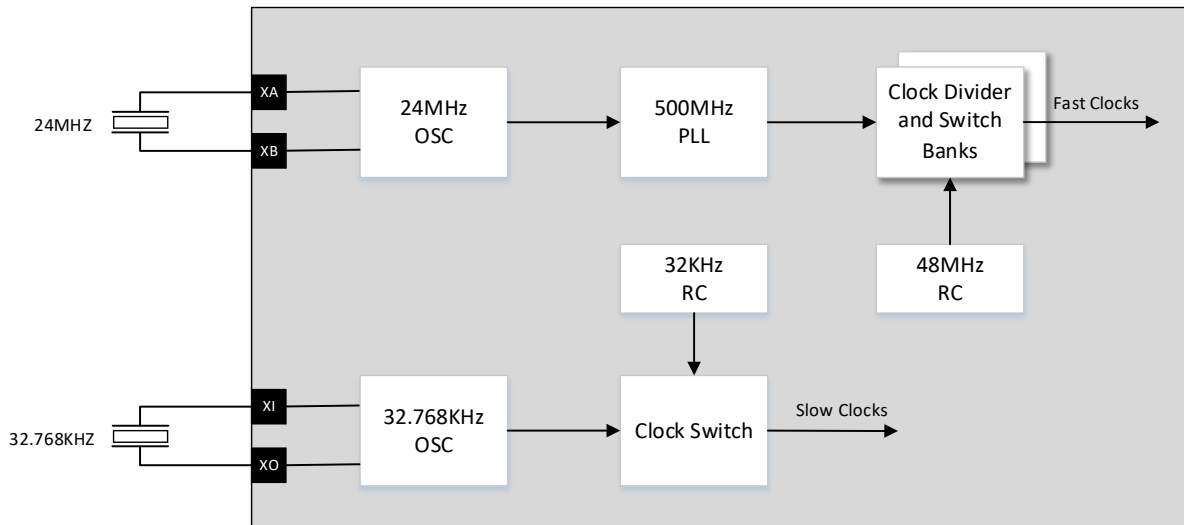 24MHZ
XA
XB
24MHz
OSC
500MHz
PLL
Clock Divider
and Switch
Banks
Fast Clocks
32KHz
RC
48MHz
RC
32.768KHZ
XI
XO
32.768KHz
OSC
Clock Switch
Slow Clocks